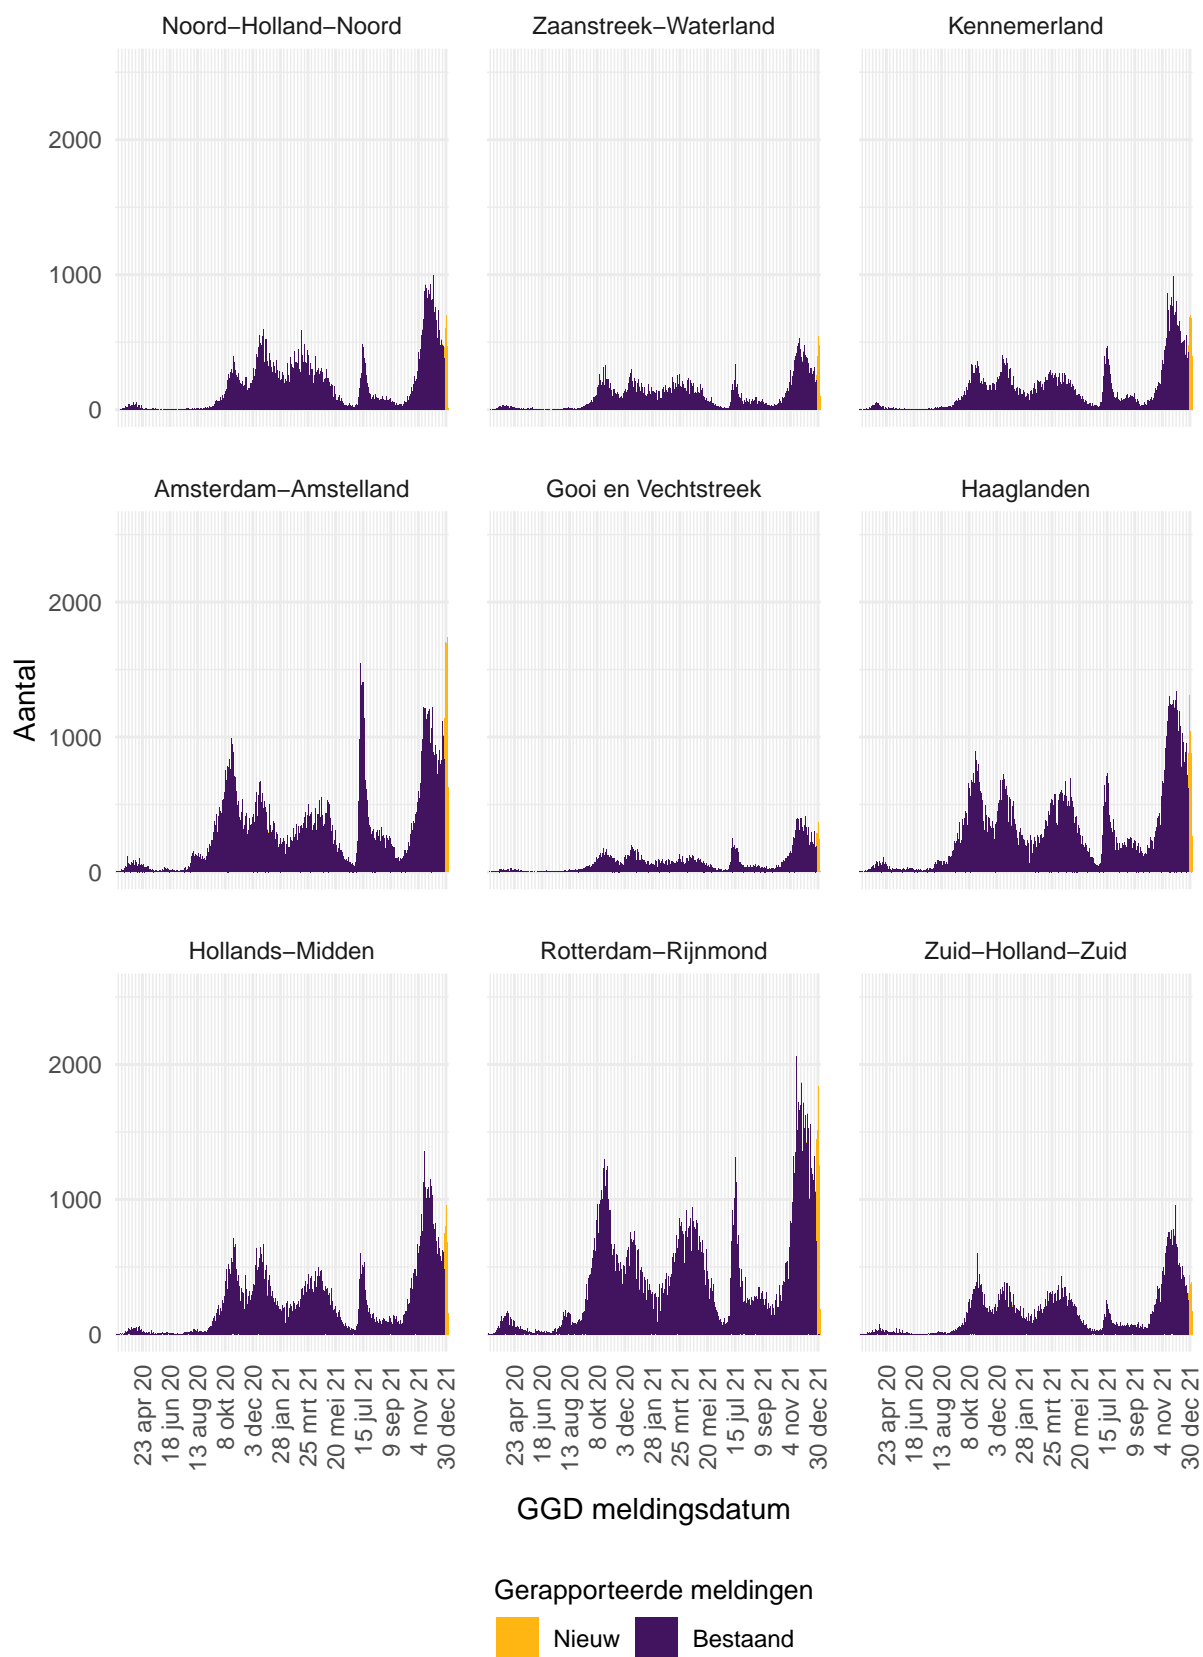 Noord−Holland−Noord
Zaanstreek−Waterland
Kennemerland
2000
1000
0
Amsterdam−Amstelland
Gooi en Vechtstreek
Haaglanden
2000
1000
0
Aantal
Hollands−Midden
Rotterdam−Rijnmond
Zuid−Holland−Zuid
2000
1000
0
23 apr 20
18 jun 20
13 aug 20
8 okt 20
3 dec 20
28 jan 21
25 mrt 21
20 mei 21
15 jul 21
9 sep 21
4 nov 21
30 dec 21
23 apr 20
18 jun 20
13 aug 20
8 okt 20
3 dec 20
28 jan 21
25 mrt 21
20 mei 21
15 jul 21
9 sep 21
4 nov 21
30 dec 21
23 apr 20
18 jun 20
13 aug 20
8 okt 20
3 dec 20
28 jan 21
25 mrt 21
20 mei 21
15 jul 21
9 sep 21
4 nov 21
30 dec 21
GGD meldingsdatum
Gerapporteerde meldingen
Nieuw
Bestaand